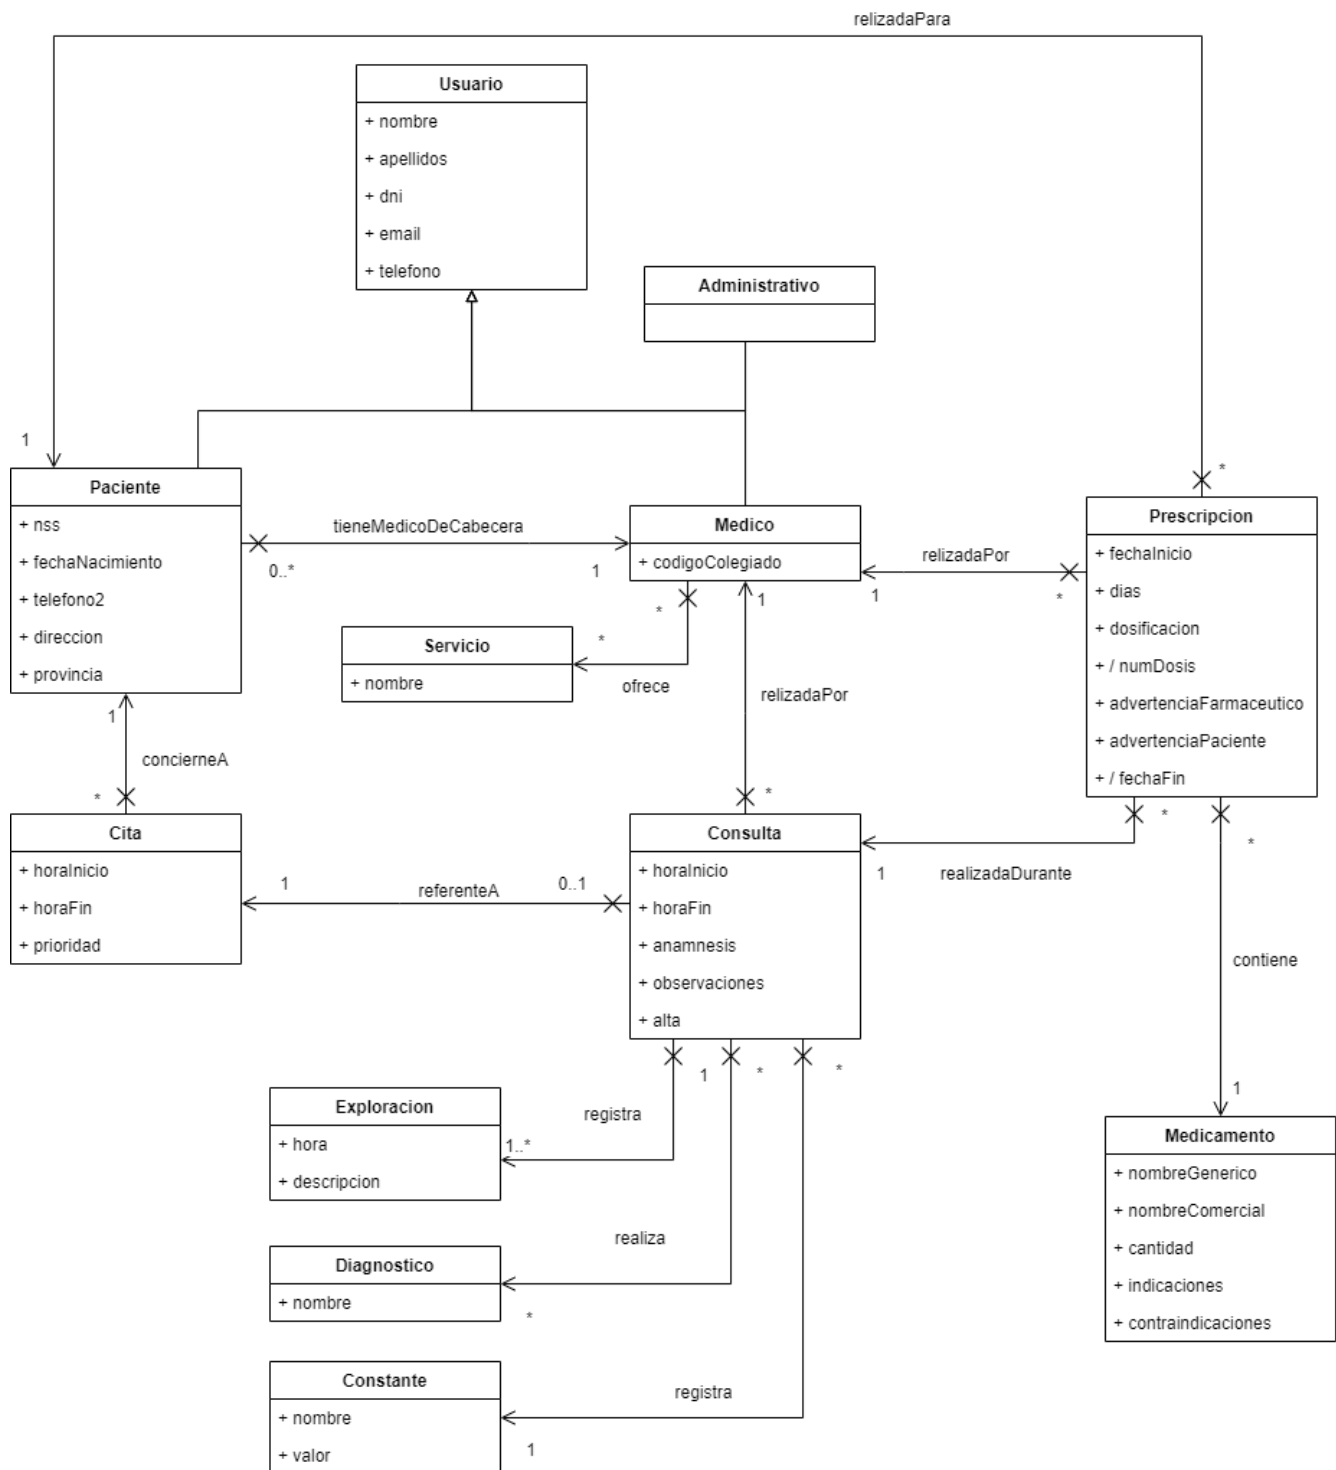 relizadaPara
Usuario
+ nombre
+ apellidos
+ dni
+ email
+ telefono
Administrativo
1
*
Paciente
+ nss
+ fechaNacimiento
+ telefono2
+ direccion
+ provincia
tieneMedicoDeCabecera
0..*
1
Medico
+ codigoColegiado
relizadaPor
1
*
Prescripcion
+ fechaInicio
+ dias
+ dosificacion
+ / numDosis
+ advertenciaFarmaceutico
+ advertenciaPaciente
+ / fechaFin
Servicio
+ nombre
*
*
ofrece
1
relizadaPor
*
1
concierneA
*
Cita
+ horaInicio
+ horaFin
+ prioridad
1
referenteA
0..1
Consulta
+ horaInicio
+ horaFin
+ anamnesis
+ observaciones
+ alta
*
1
realizadaDurante
*
contiene
1
Medicamento
+ nombreGenerico
+ nombreComercial
+ cantidad
+ indicaciones
+ contraindicaciones
1
*
*
Exploracion
+ hora
+ descripcion
registra
1..*
Diagnostico
+ nombre
realiza
*
Constante
+ nombre
+ valor
registra
1